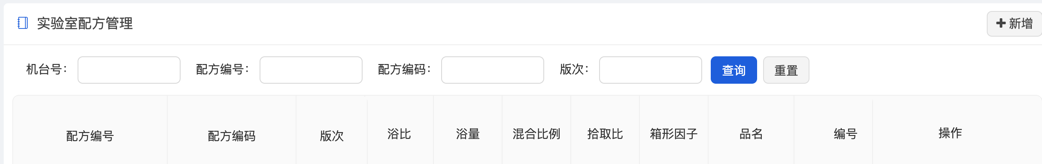 实验室配方管理
新增
机台号： 配方编号： 配方编码： 版次： 查询 重置
配方编号 配方编码 版次 浴比 浴量 混合比例 拾取比 箱形因子 品名 编号 操作